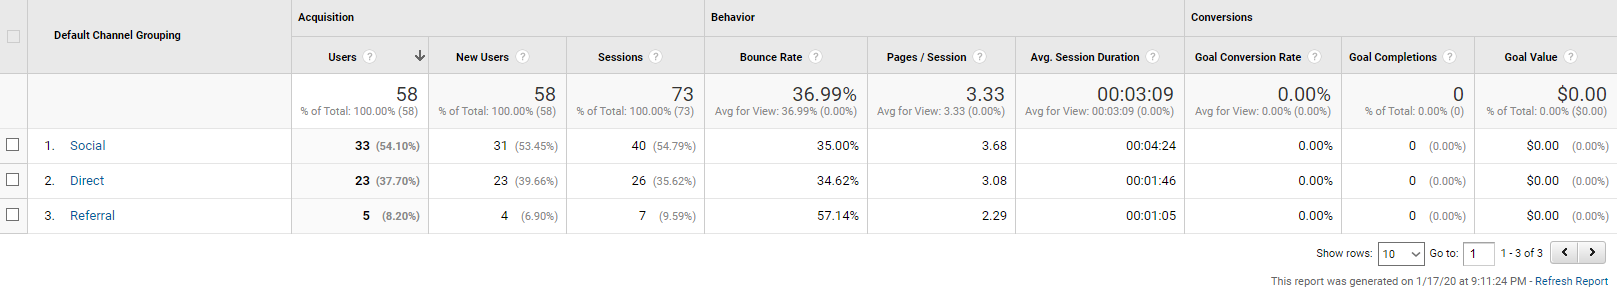 Acquisition Behavior Conversions
Default Channel Grouping
Users ? New Users ? Sessions ? Bounce Rate ? Pages / Session ? Avg. Session Duration ? Goal Conversion Rate ? Goal Completions ? Goal Value ?
58 58 73 36.99% 3.33 00:03:09 0.00% 0 $0.00
% of Total: 100.00% (58) % of Total: 100.00% (58) % of Total: 100.00% (73) Avg for View: 36.99% (0.00%) Avg for View: 3.33 (0.00%) Avg for View: 00:03:09 (0.00%) Avg for View: 0.00% (0.00%) % of Total: 0.00% (0) % of Total: 0.00% ($0.00)
1. Social 33 (54.10%) 31 (53.45%) 40 (54.79%) 35.00% 3.68 00:04:24 0.00% 0 (0.00%) $0.00 (0.00%)
2. Direct 23 (37.70%) 23 (39.66%) 26 (35.62%) 34.62% 3.08 00:01:46 0.00% 0 (0.00%) $0.00 (0.00%)
3. Referral 5 (8.20%) 4 (6.90%) 7 (9.59%) 57.14% 2.29 00:01:05 0.00% 0 (0.00%) $0.00 (0.00%)
Show rows: 10 Go to: 1 1 - 3 of 3
This report was generated on 1/17/20 at 9:11:24 PM - Refresh Report